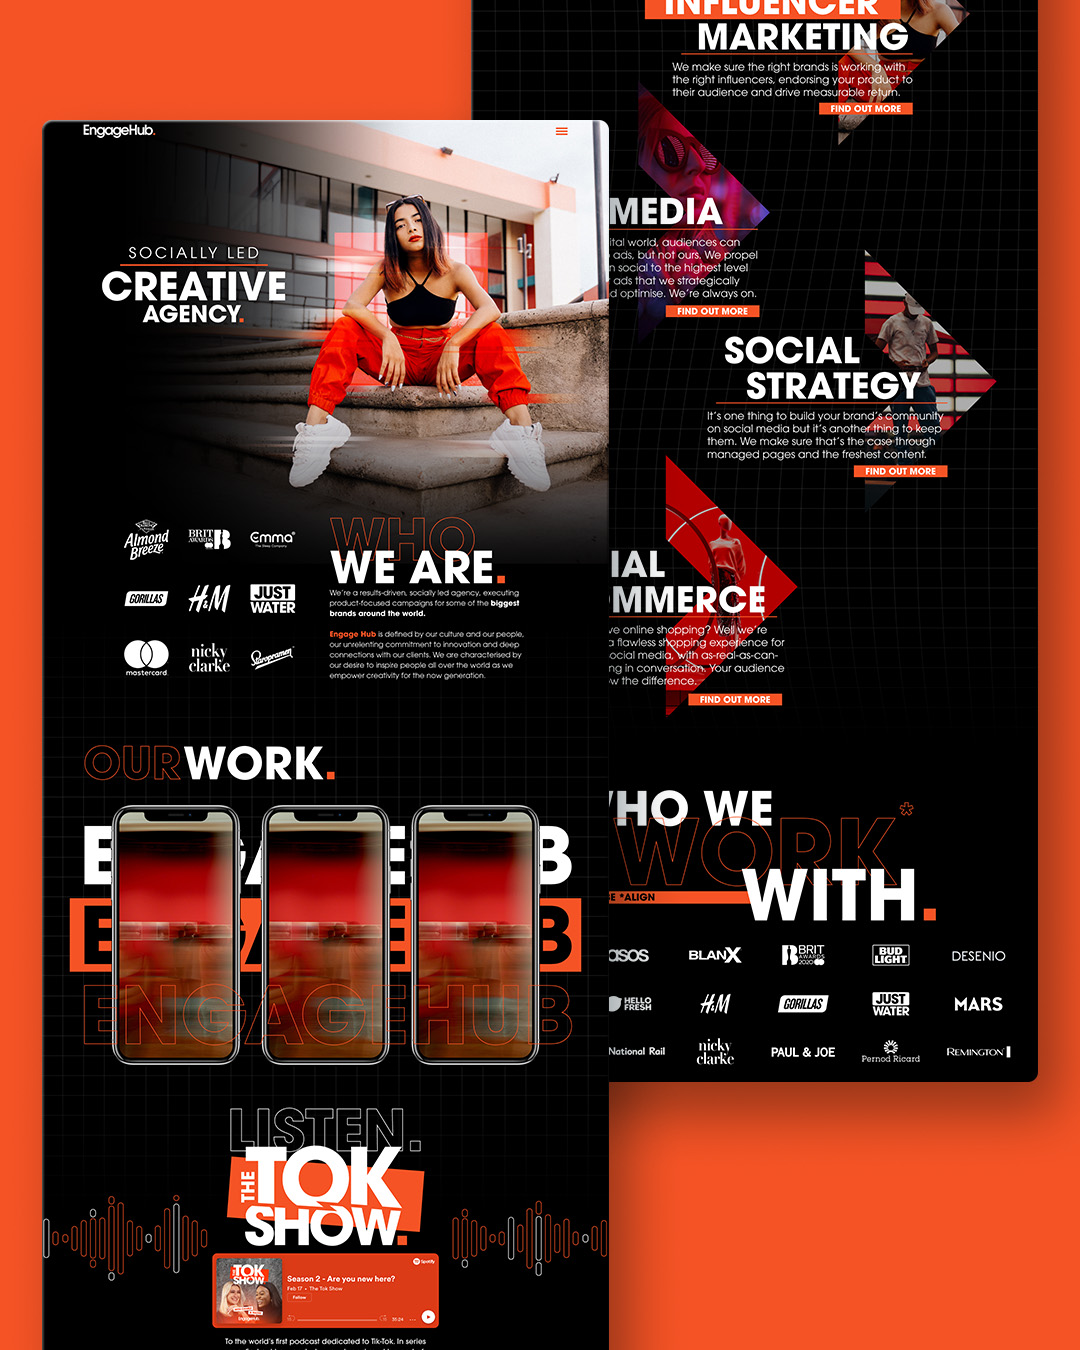 EngageHub.
SOCIALLY LED
CREATIVE
AGENCY.
Almond
Breeze
BRIT
AWARDS
Emma
The Sleep Company
GORILLAS
H&M
JUST
WATER
mastercard
nicky
clarke
Staropramen
WHO
WE ARE.
We're a results-driven, socially led agency, executing
product-focused campaigns for some of the biggest
brands around the world.
Engage Hub is defined by our culture and our people,
our unrelenting commitment to innovation and deep
connections with our clients. We are characterised by
our desire to inspire people all over the world as we
empower creativity for the now generation.
OUR WORK.
ENGAGEHUB
LISTEN.
THE
TOK
SHOW.
Spotify
TOK
SHOW
Season 2 - Are you new here?
Feb 17 • The Tok Show
Follow
35:24
To the world's first podcast dedicated to Tik-Tok. In series
INFLUENCER
MARKETING
We make sure the right brands is working with
the right influencers, endorsing your product to
their audience and drive measurable return.
FIND OUT MORE
MEDIA
ital world, audiences can
ads, but not ours. We propel
n social to the highest level
ads that we strategically
d optimise. We're always on.
FIND OUT MORE
SOCIAL
STRATEGY
It's one thing to build your brand's community
on social media but it's another thing to keep
them. We make sure that's the case through
managed pages and the freshest content.
FIND OUT MORE
IAL
MMERCE
ve online shopping? Well we're
a flawless shopping experience for
ocial media, with as-real-as-can-
ng in conversation. Your audience
w the difference.
FIND OUT MORE
WHO WE
WORK*
WITH.
*ALIGN
asos
BLANX
BRIT
AWARDS
2020
BUD
LIGHT
DESENIO
HELLO
FRESH
H&M
GORILLAS
JUST
WATER
MARS
National Rail
nicky
clarke
PAUL & JOE
Pernod Ricard
REMINGTON